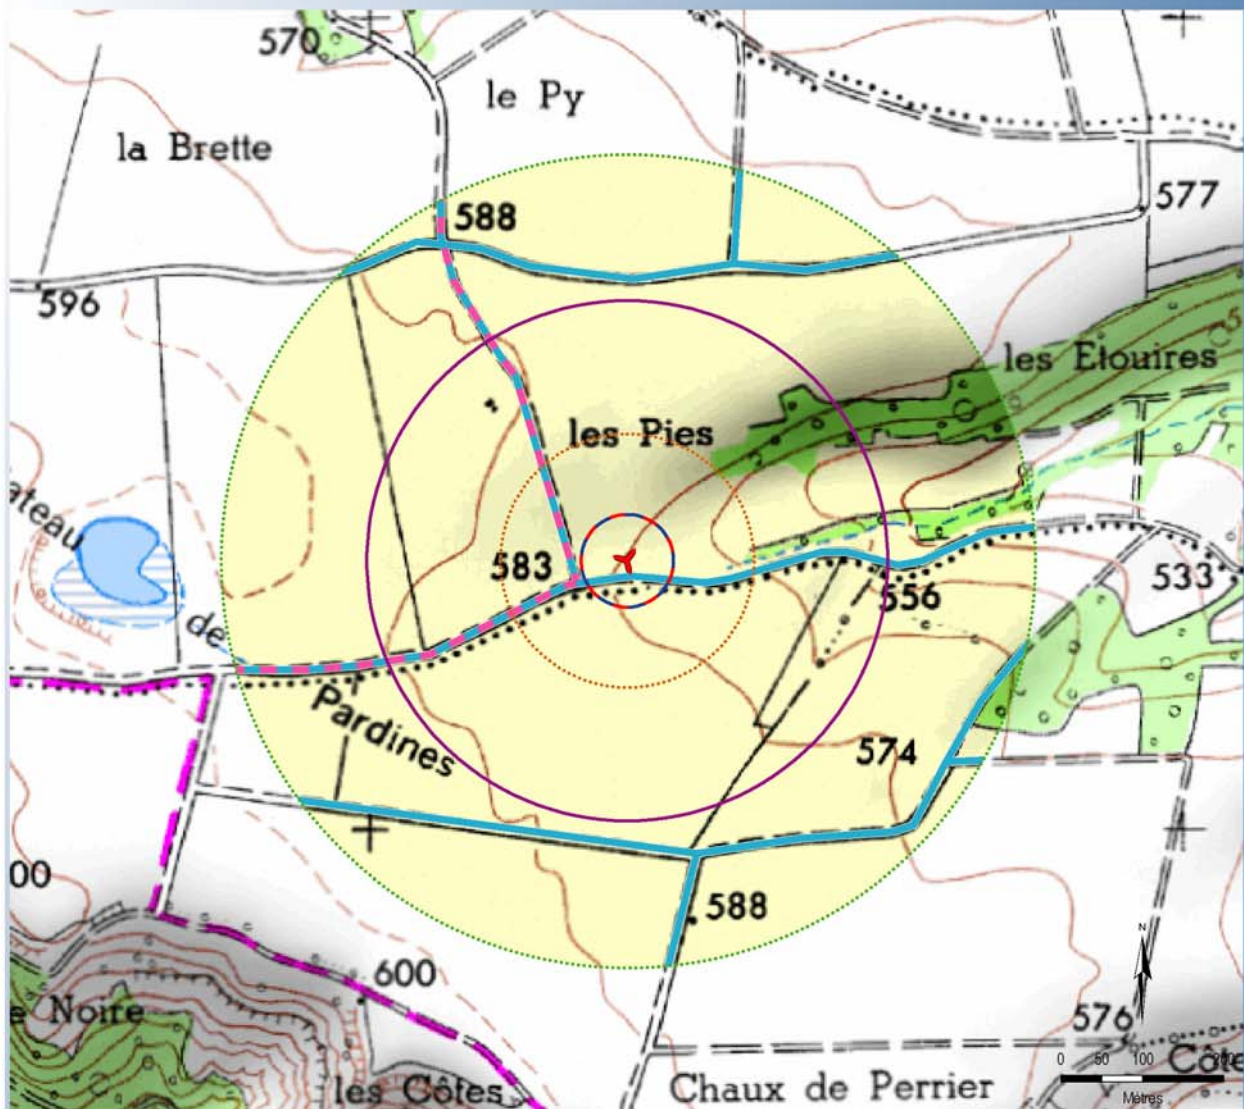 570
le Py
la Brette
577
588
596
les Etouires
les Pies
ateau
583
533
556
de
Pardines
574
00
588
600
e Noire
576
0 50 100 200
Mètres
N
Côte
les Côtes
Chaux de Perrier